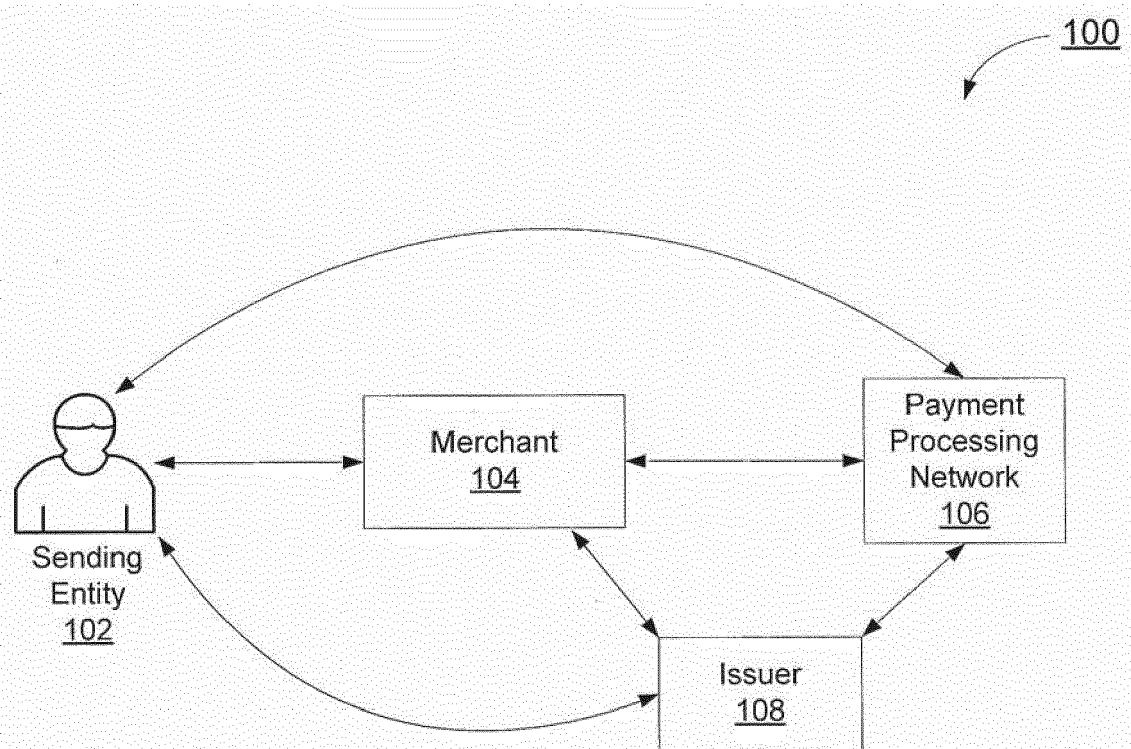 100
Merchant
104
Payment
Processing
Network
106
Sending
Entity
102
Issuer
108